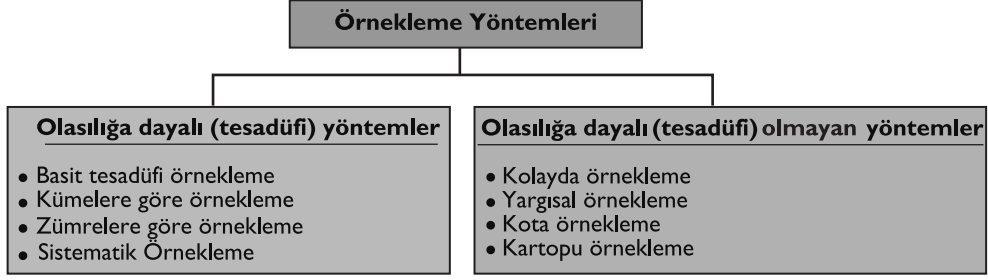 Örnekleme Yöntemleri
Olasılığa dayalı (tesadüfi) yöntemler
• Basit tesadüfi örnekleme
• Kümelere göre örnekleme
• Zümrelere göre örnekleme
• Sistematik Örnekleme
Olasılığa dayalı (tesadüfi) olmayan yöntemler
• Kolayda örnekleme
• Yargısal örnekleme
• Kota örnekleme
• Kartopu örnekleme